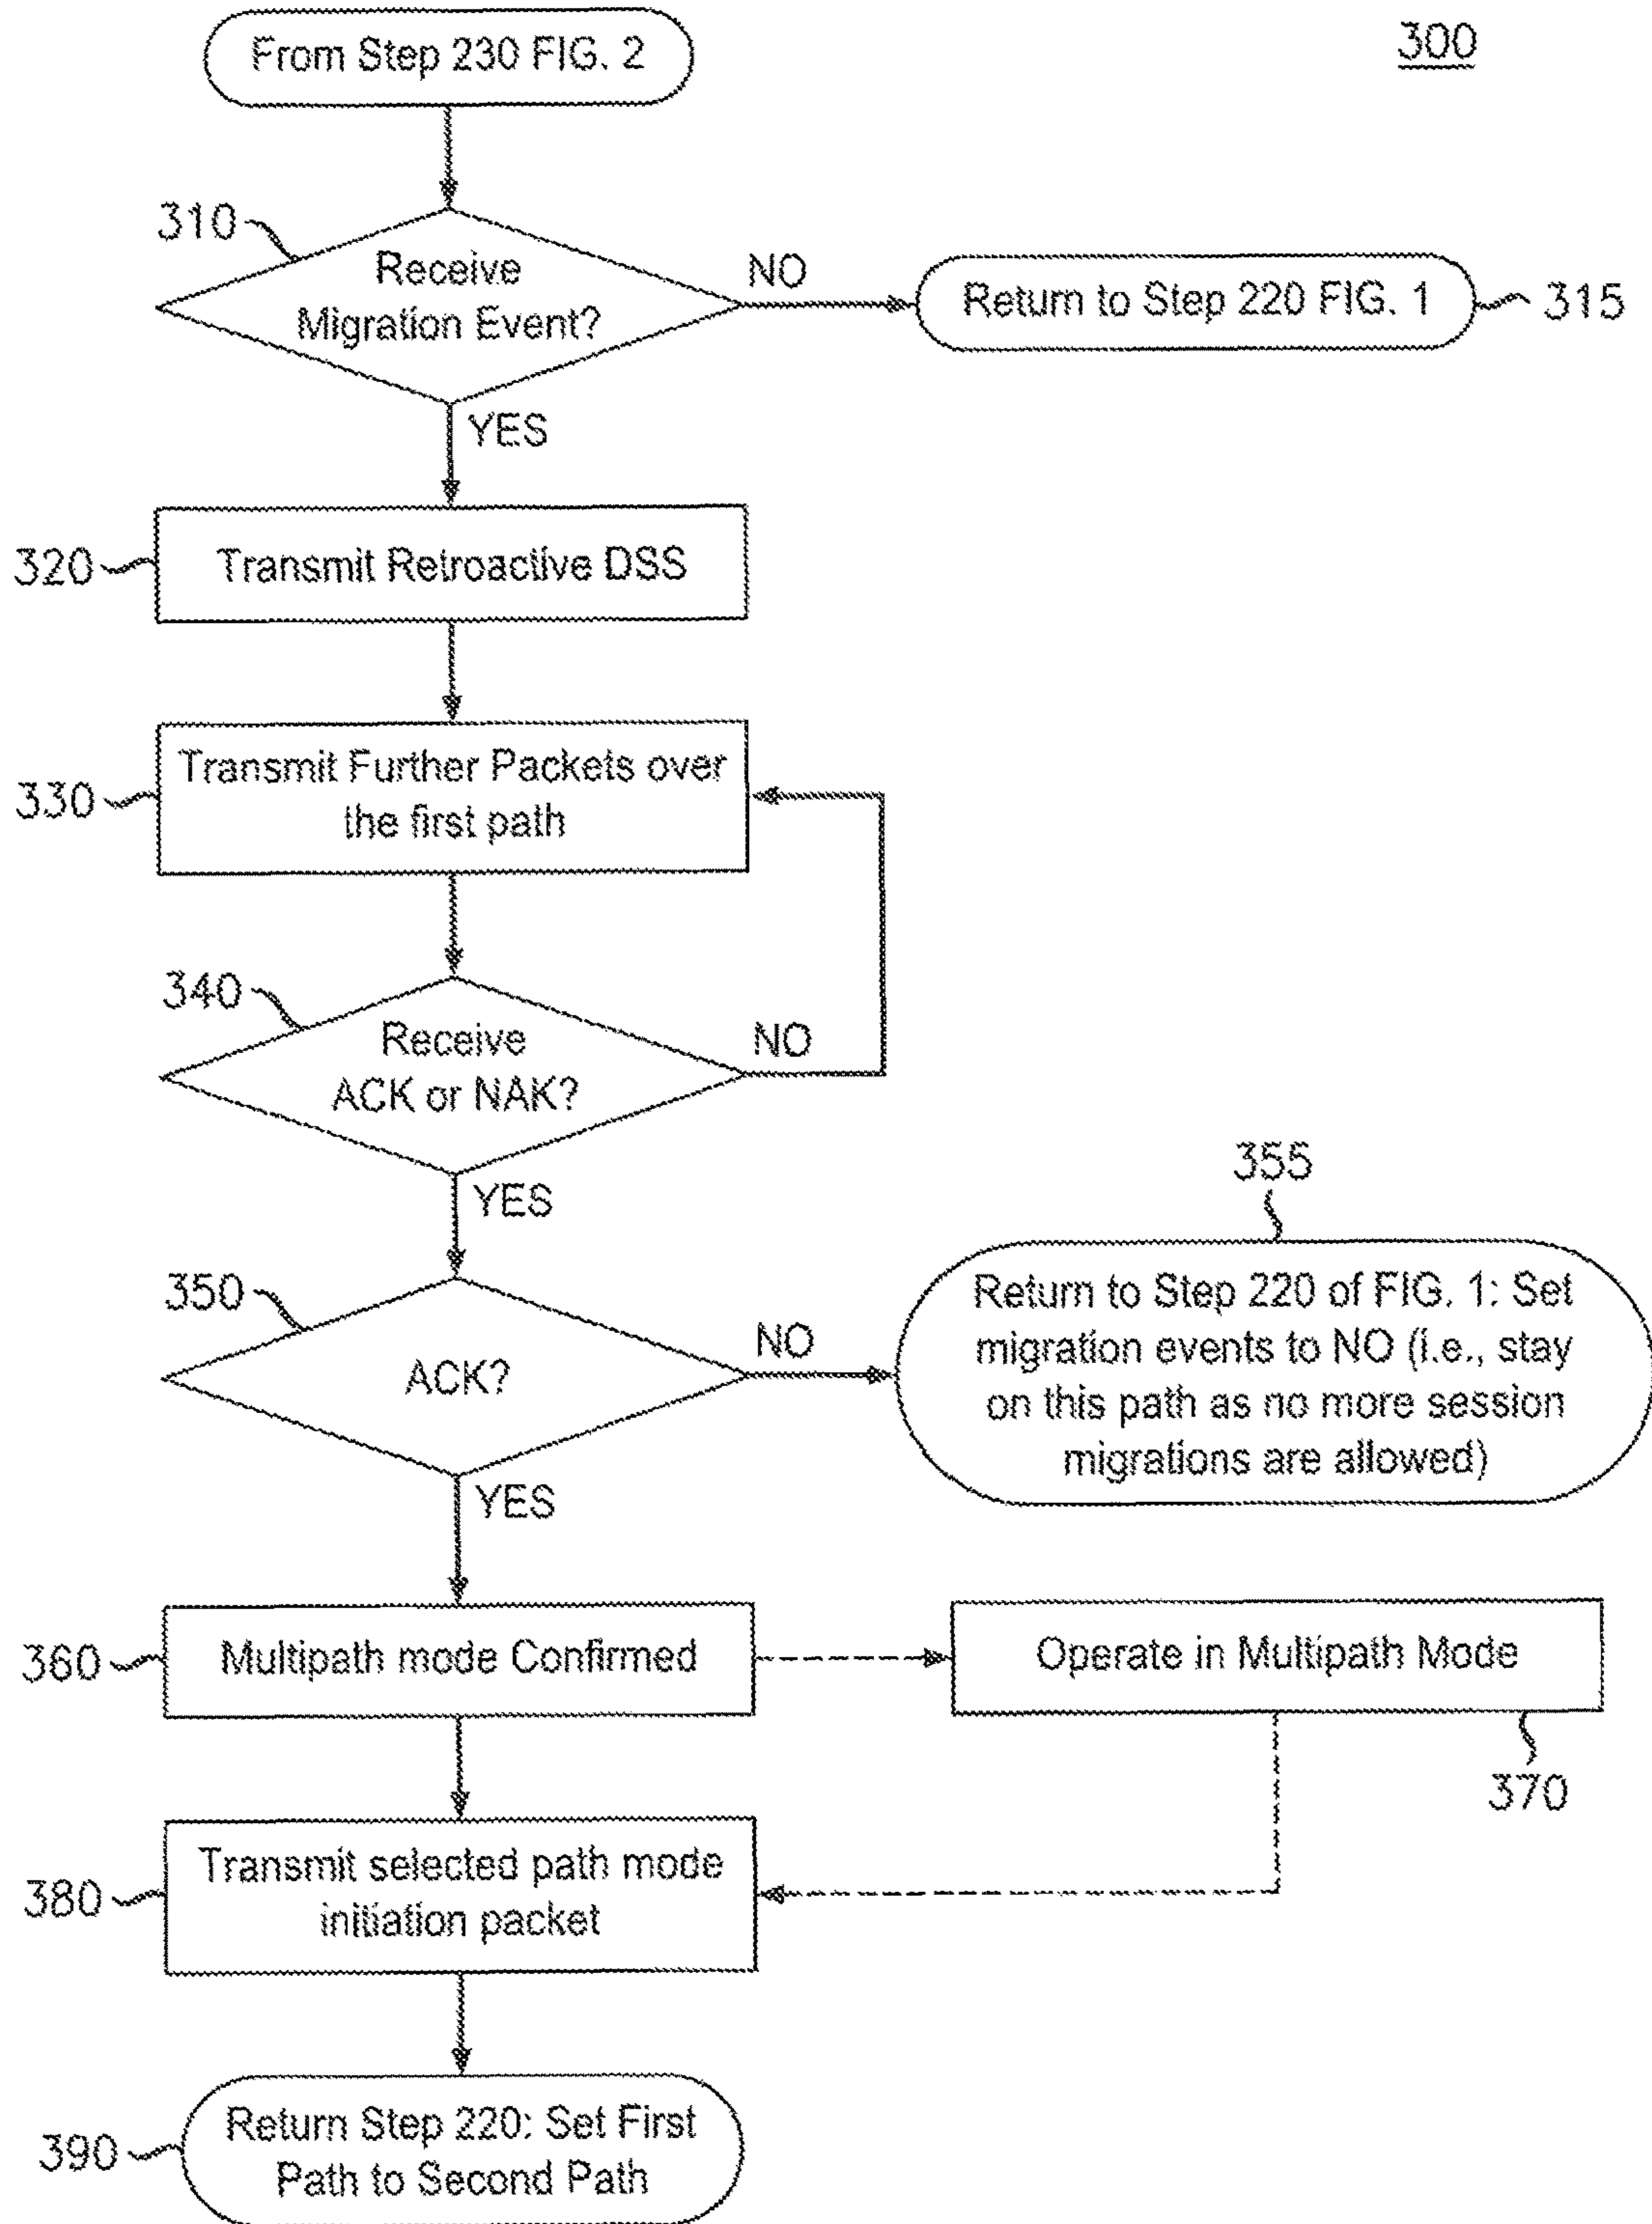 From Step 230 FIG. 2
300
310
Receive
Migration Event?
NO
Return to Step 220 FIG. 1
315
YES
320
Transmit Retroactive DSS
330
Transmit Further Packets over
the first path
340
Receive
ACK or NAK?
NO
YES
350
ACK?
NO
355
Return to Step 220 of FIG. 1: Set
migration events to NO (i.e., stay
on this path as no more session
migrations are allowed)
YES
360
Multipath mode Confirmed
Operate in Multipath Mode
370
380
Transmit selected path mode
initiation packet
390
Return Step 220: Set First
Path to Second Path